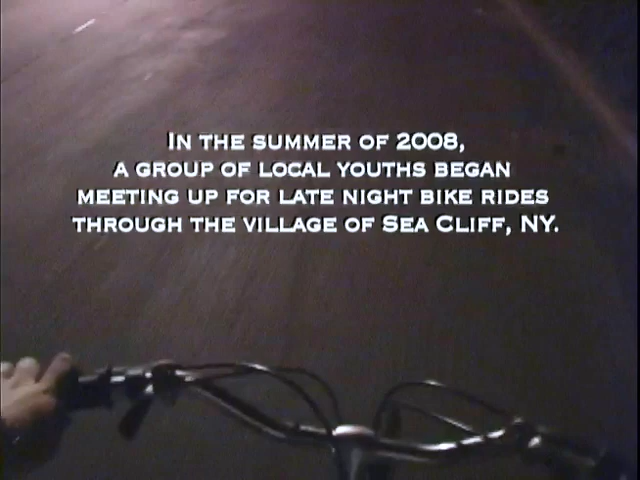 In the summer of 2008,
a group of local youths began
meeting up for late night bike rides
through the village of Sea Cliff, NY.